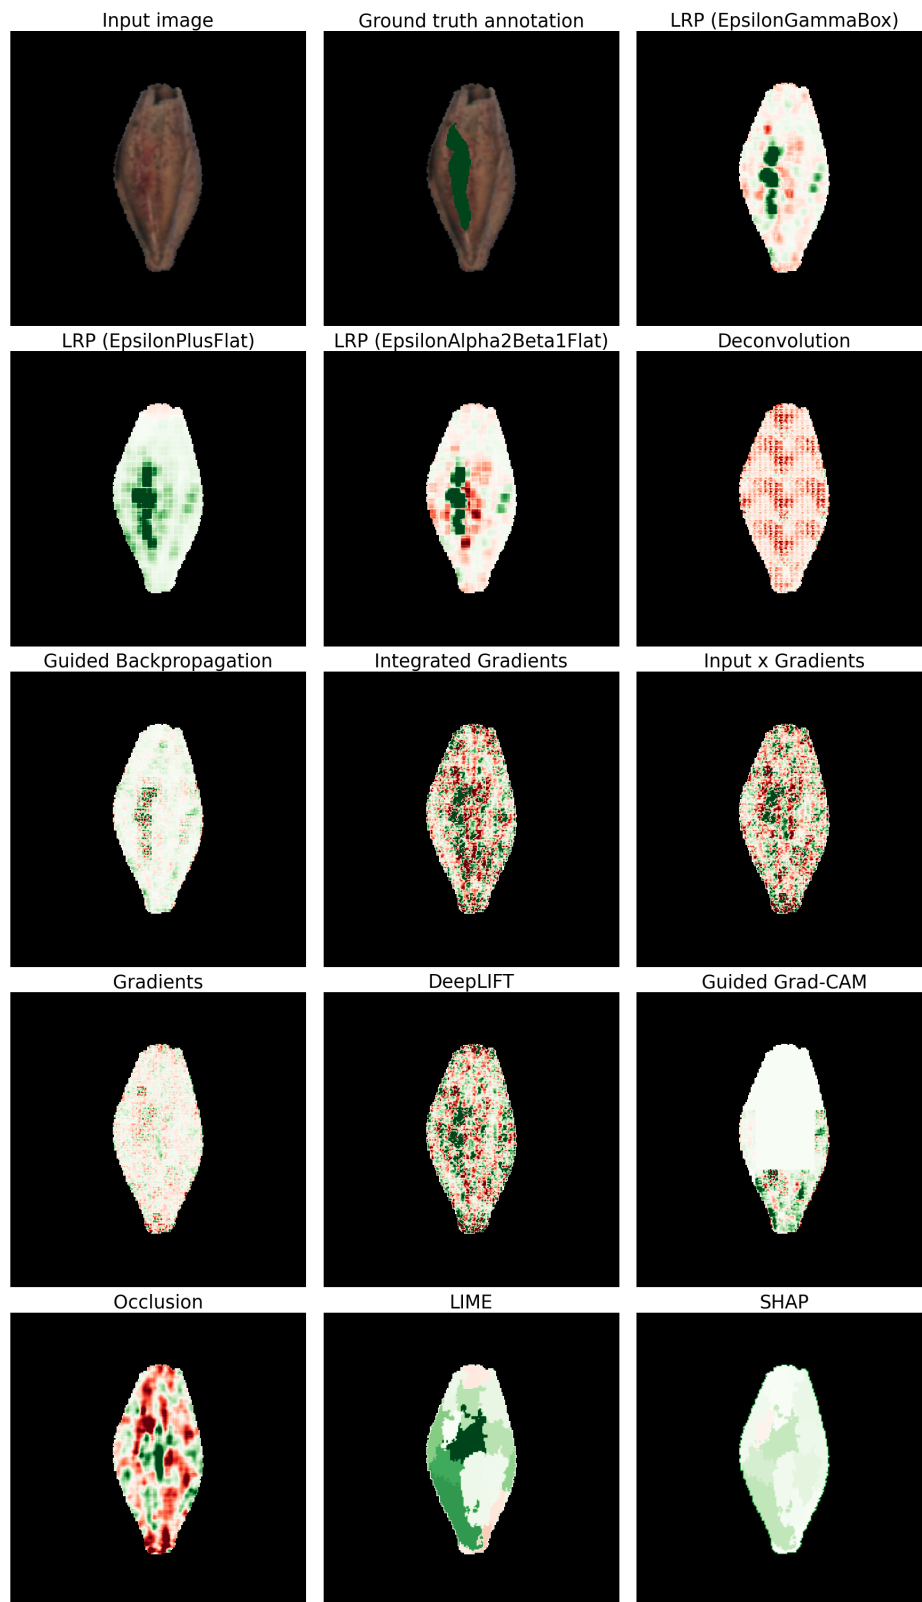 Input image
Ground truth annotation
LRP (EpsilonGammaBox)
LRP (EpsilonPlusFlat)
LRP (EpsilonAlpha2Beta1Flat)
Deconvolution
Guided Backpropagation
Integrated Gradients
Input x Gradients
Gradients
DeepLIFT
Guided Grad-CAM
Occlusion
LIME
SHAP